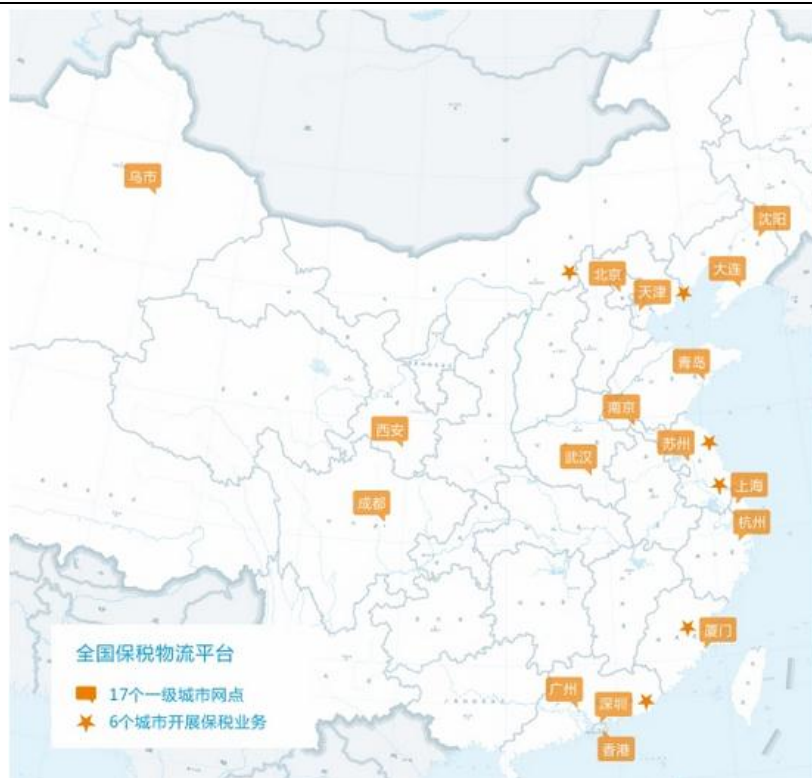 乌市
沈阳
北京
大连
天津
青岛
南京
西安
苏州
武汉
上海
成都
杭州
厦门
全国保税物流平台
17个一级城市网点
6个城市开展保税业务
广州
深圳
香港